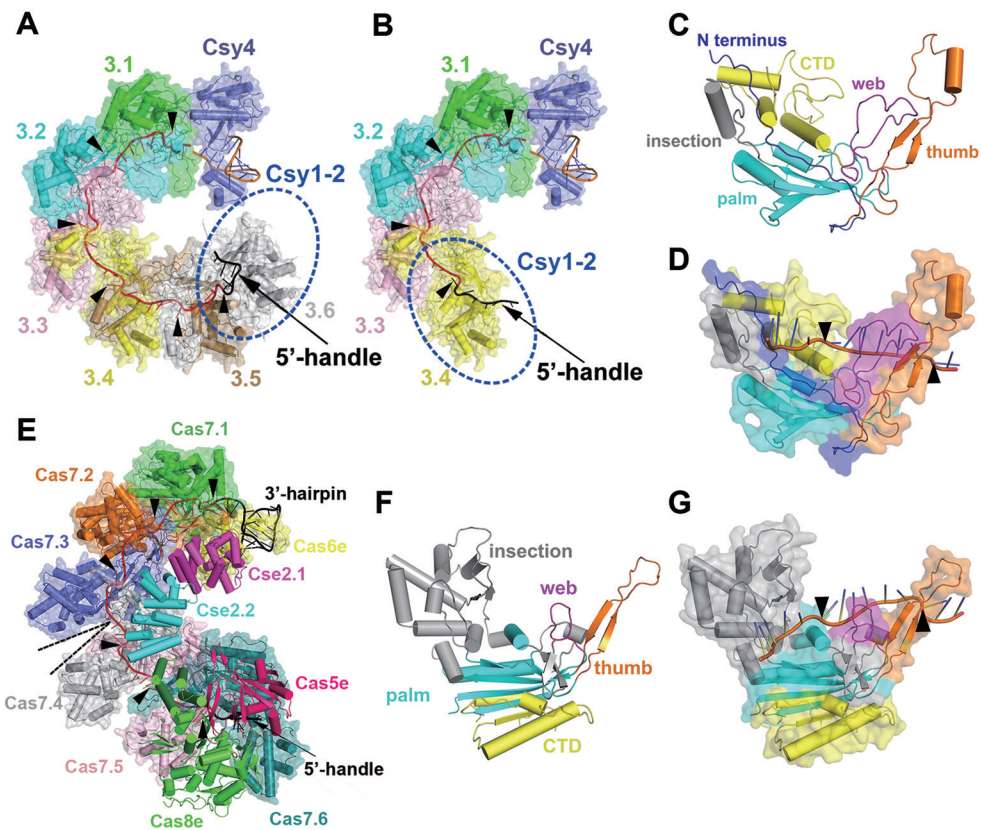 A
Csy4
3.1
3.2
Csy1-2
3.3
3.6
5’-handle
3.4
3.5
B
Csy4
3.1
3.2
Csy1-2
3.3
3.4
5’-handle
C
N terminus
CTD
web
insection
thumb
palm
D
E
Cas7.1
Cas7.2
3’-hairpin
Cas7.3
Cas6e
Cse2.1
Cse2.2
Cas5e
Cas7.4
Cas7.5
5’-handle
Cas8e
Cas7.6
F
insection
web
thumb
palm
CTD
G